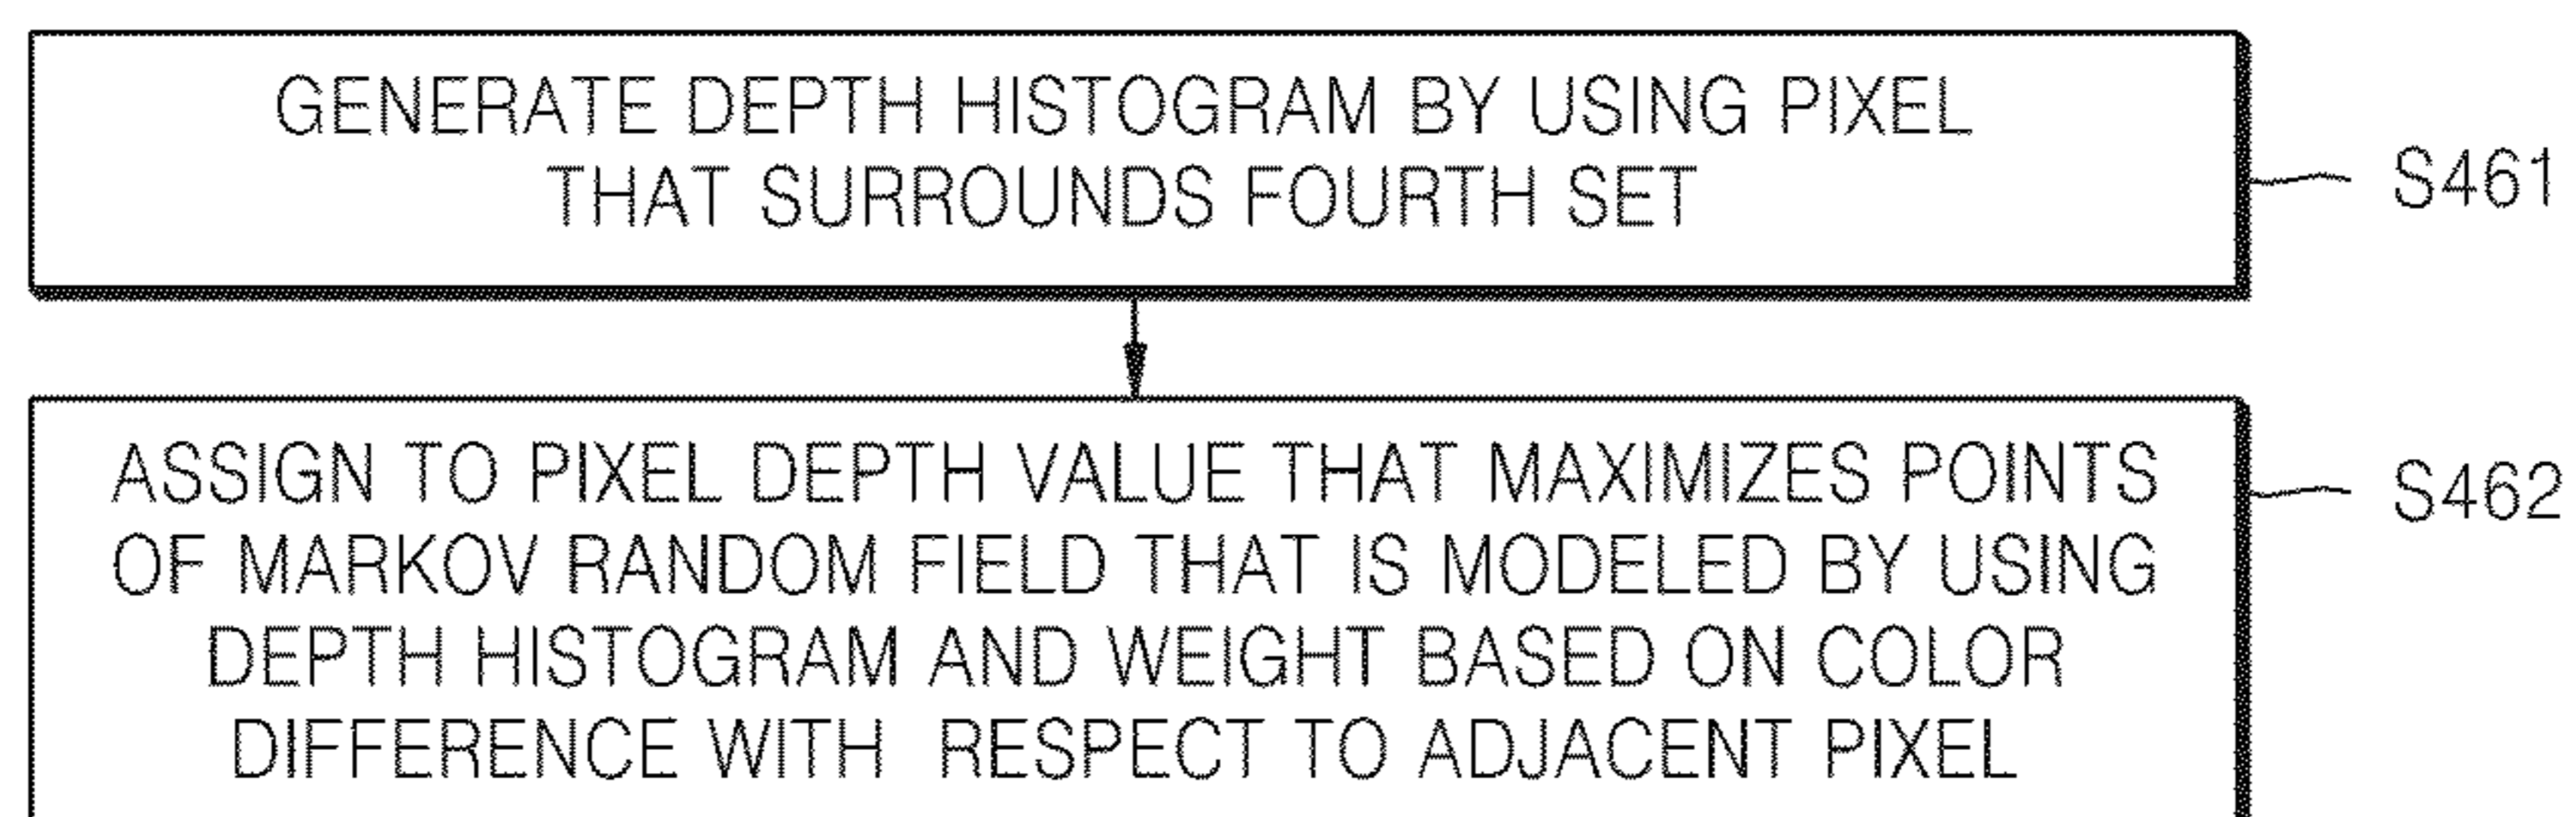 GENERATE DEPTH HISTOGRAM BY USING PIXEL
THAT SURROUNDS FOURTH SET
S461
ASSIGN TO PIXEL DEPTH VALUE THAT MAXIMIZES POINTS
OF MARKOV RANDOM FIELD THAT IS MODELED BY USING
DEPTH HISTOGRAM AND WEIGHT BASED ON COLOR
DIFFERENCE WITH RESPECT TO ADJACENT PIXEL
S462